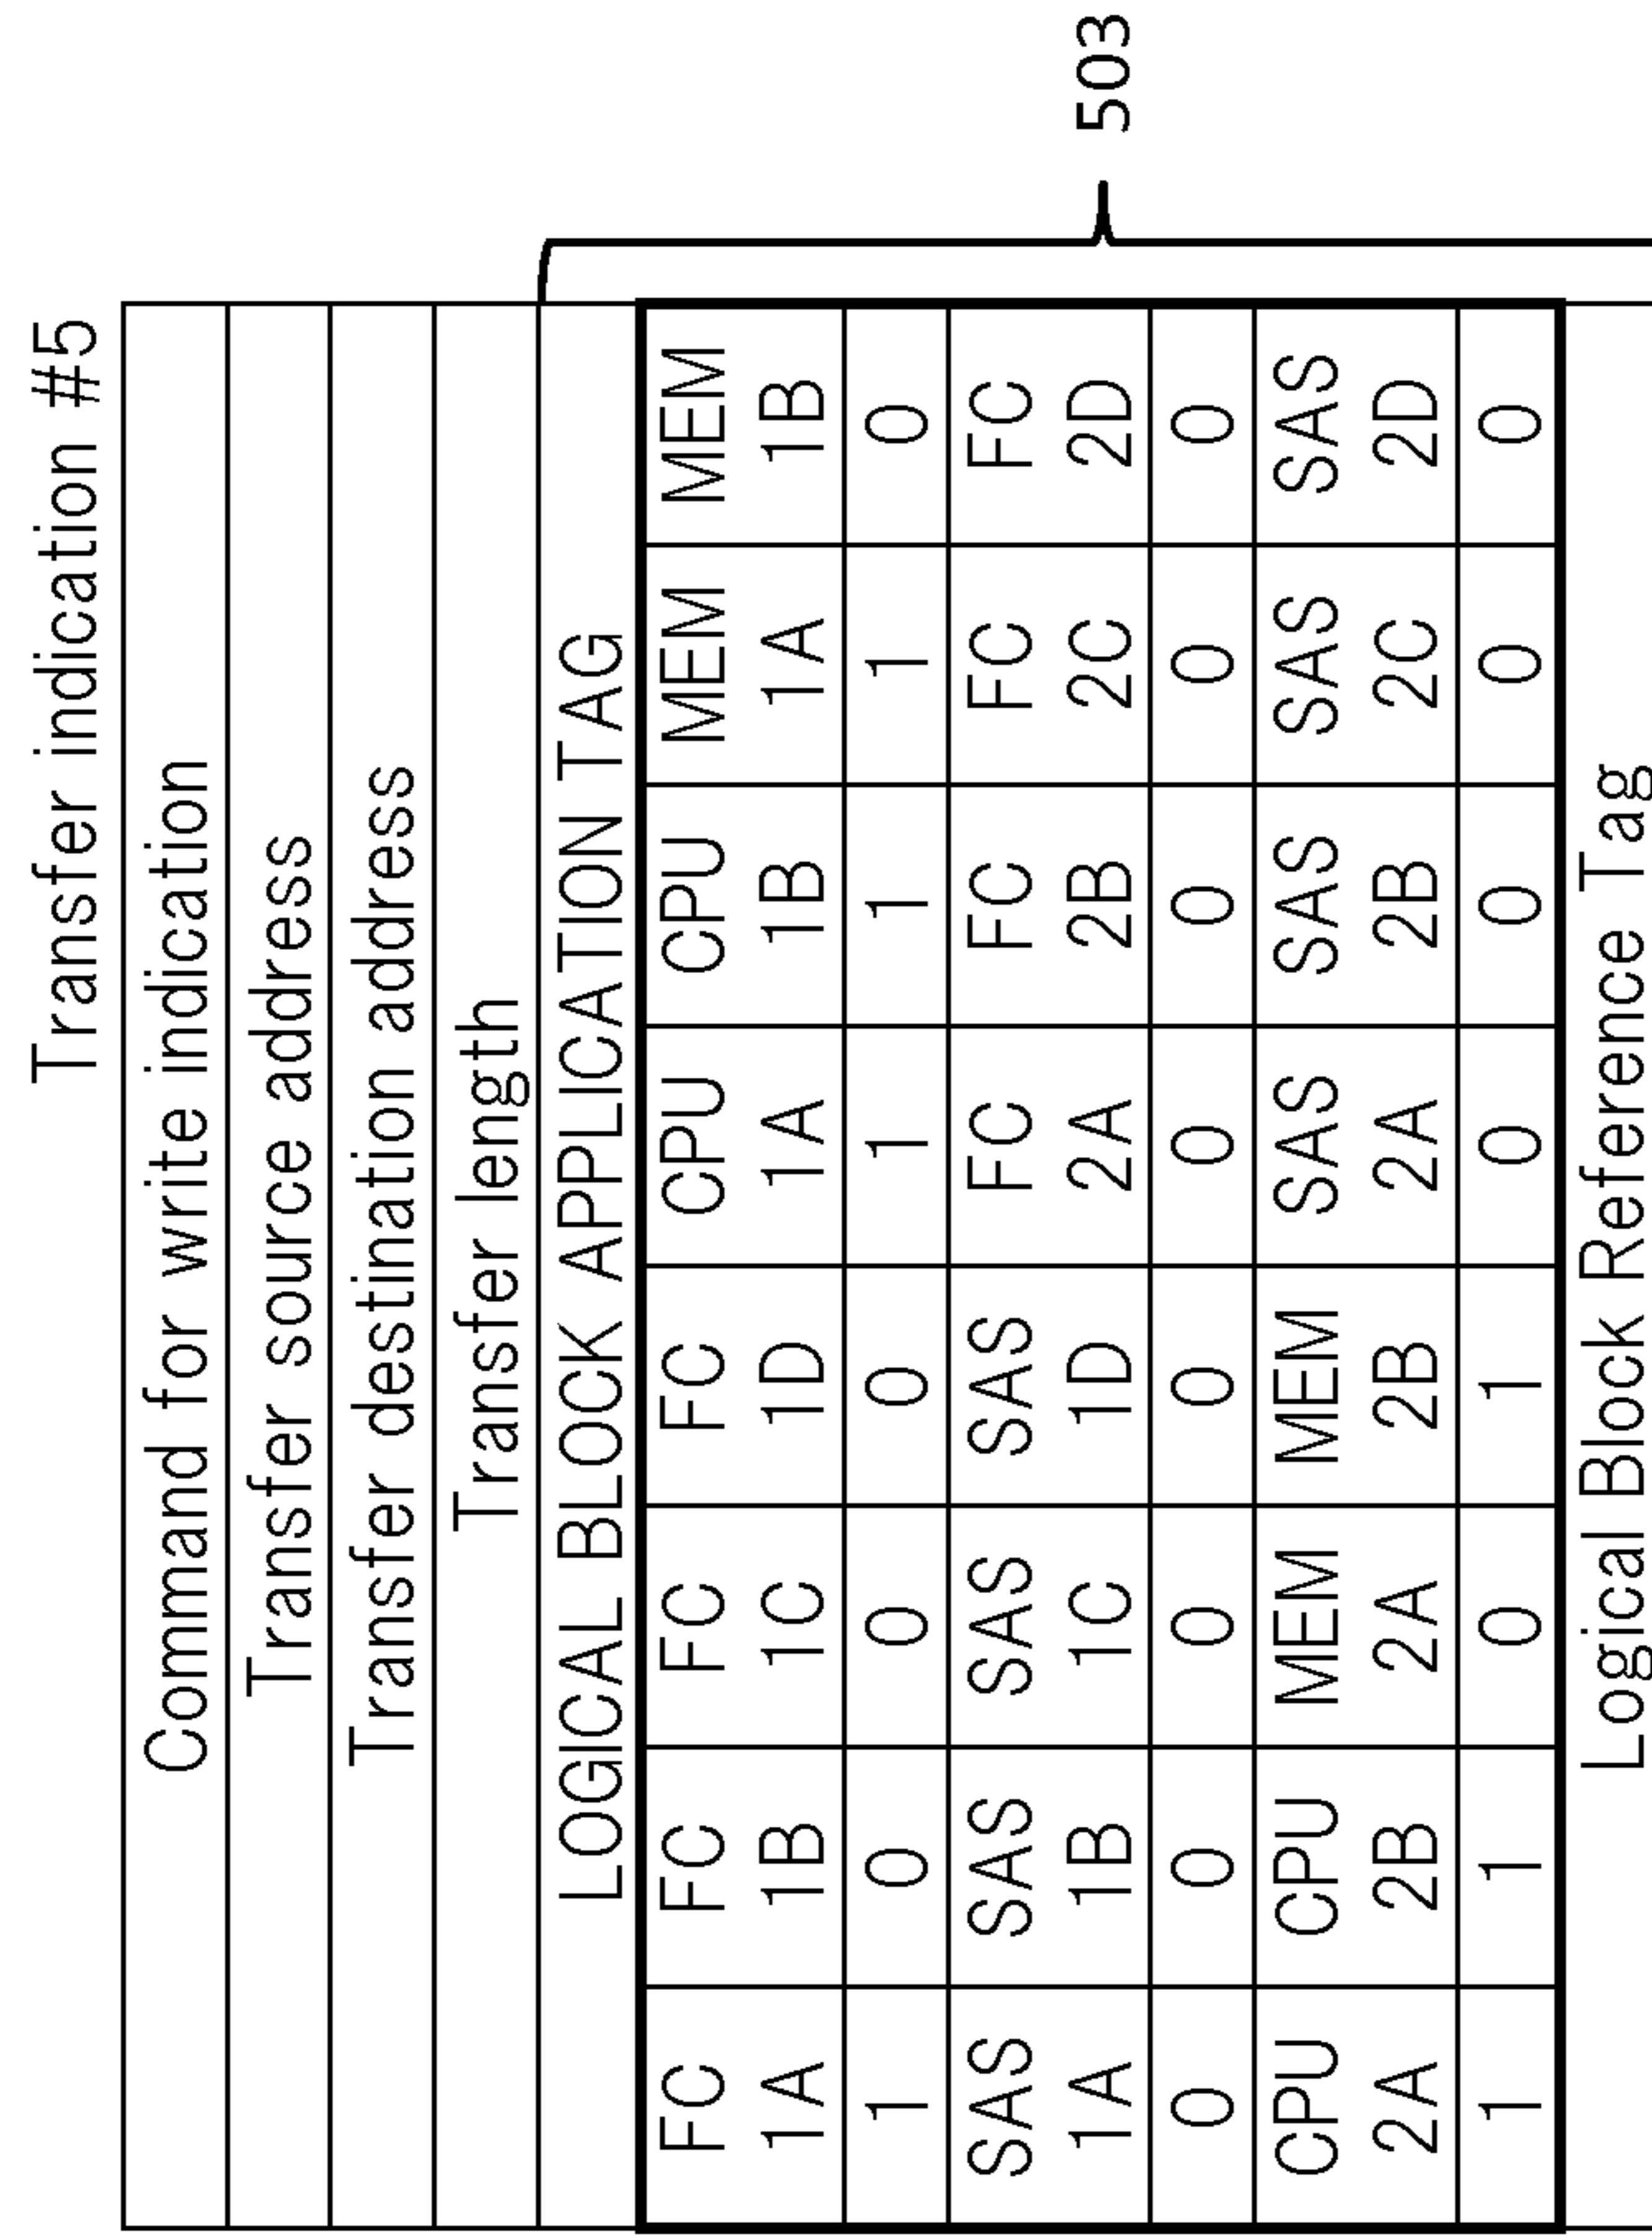 Transfer indication #5
Command for write indication
Transfer source address
Transfer destination address
Transfer length
LOGICAL BLOCK APPLICATION TAG
FC FC FC FC CPU CPU MEM MEM
1A 1B 1C 1D 1A 1B 1A 1B
1 0 0 0 1 1 1 0
SAS SAS SAS SAS FC FC FC FC
1A 1B 1C 1D 2A 2B 2C 2D
0 0 0 0 0 0 0 0
CPU CPU MEM MEM SAS SAS SAS SAS
2A 2B 2A 2B 2A 2B 2C 2D
1 1 0 1 0 0 0 0
Logical Block Reference Tag
503